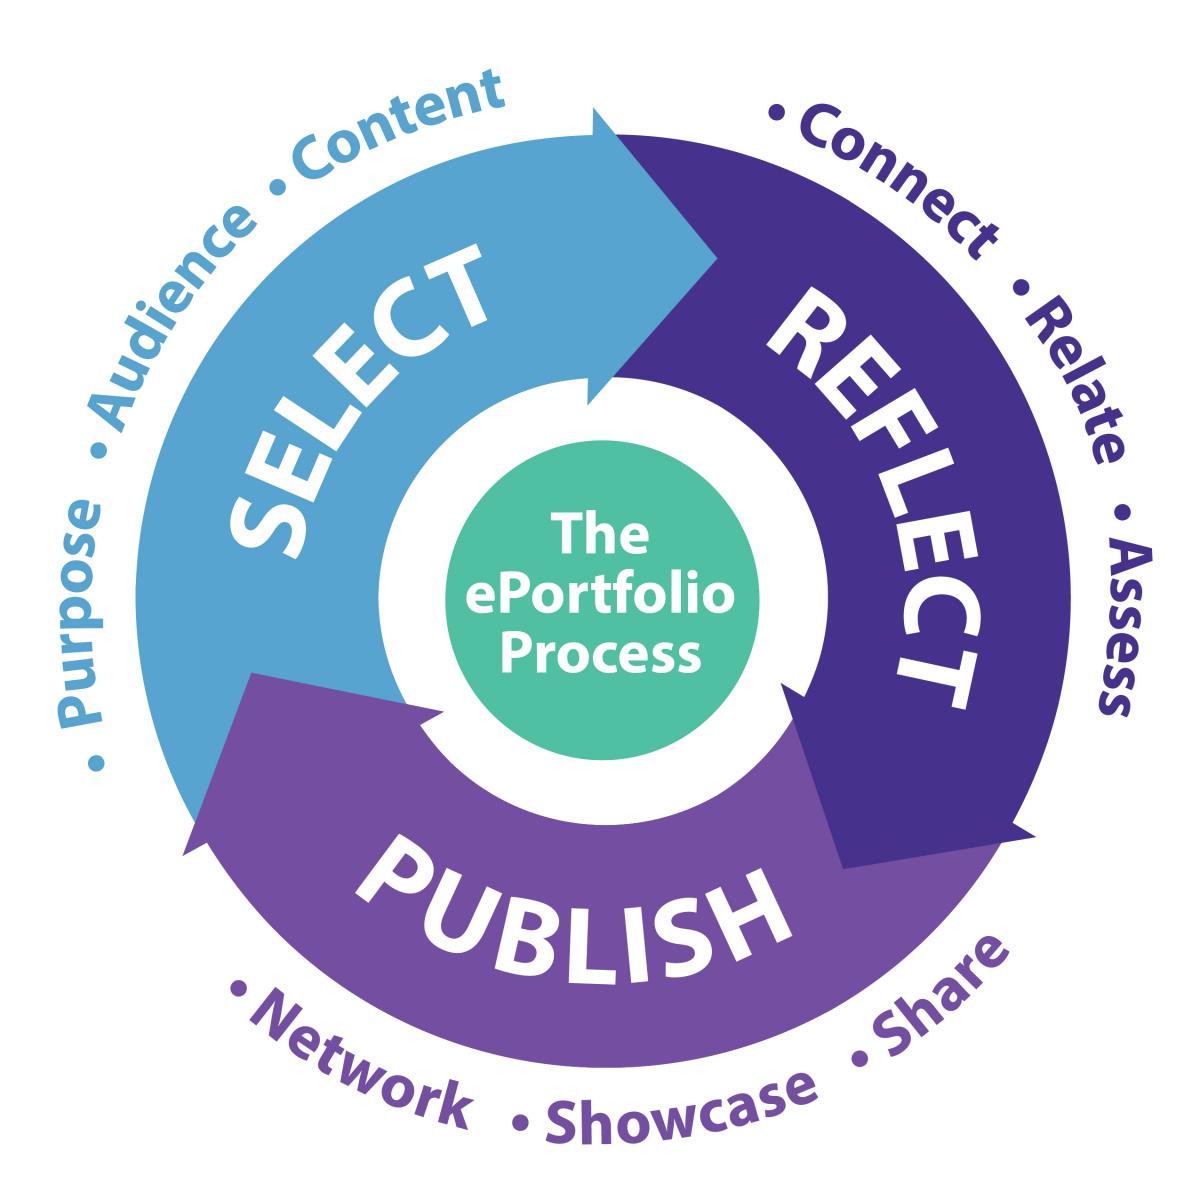 The
ePortfolio
Process
SELECT
• Purpose • Audience • Content
REFLECT
• Connect • Relate • Assess
PUBLISH
• Network • Showcase • Share